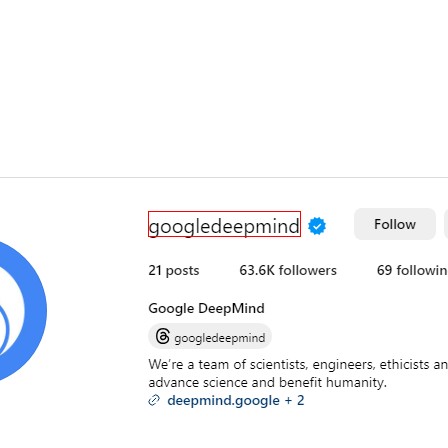 googledeepmind Follow
21 posts 63.6K followers 69 followin
Google DeepMind
googledeepmind
We're a team of scientists, engineers, ethicists an
advance science and benefit humanity.
deepmind.google + 2